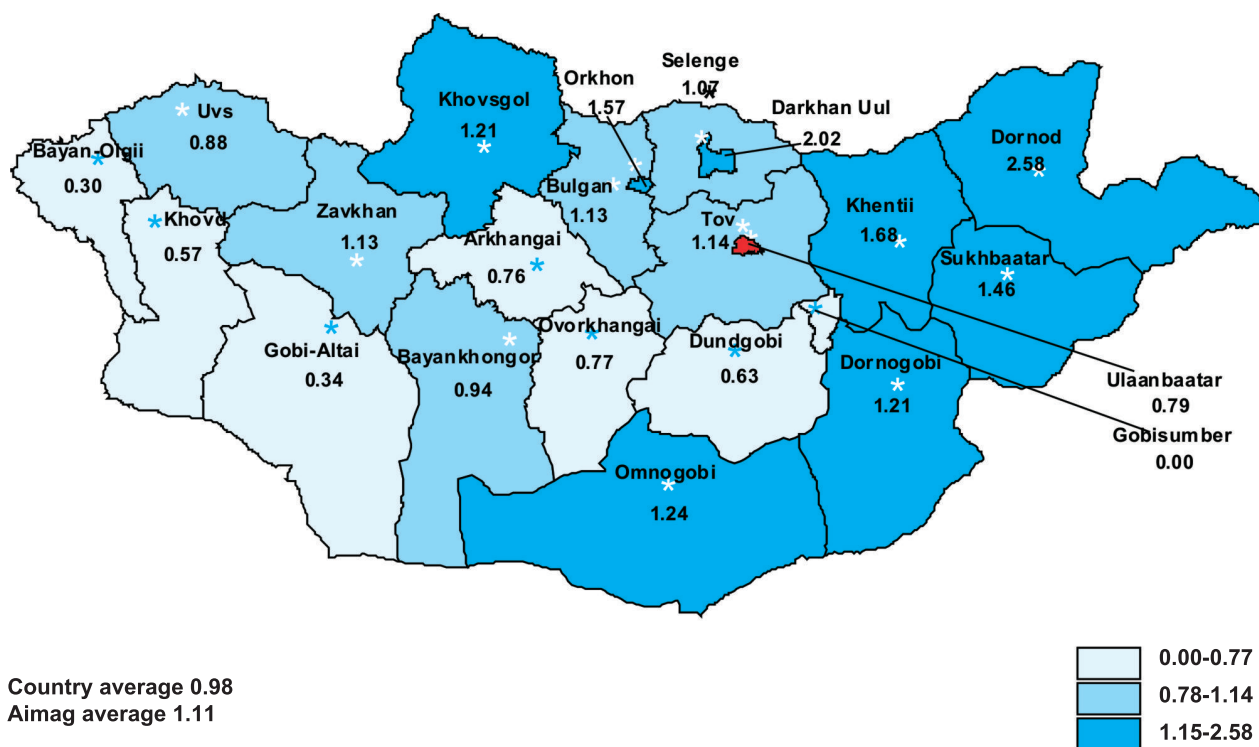 Selenge
1.07
Orkhon
1.57
Darkhan Uul
2.02
Khovsgol
1.21
Uvs
0.88
Dornod
2.58
Bayan-Olgii
0.30
Bulgan
1.13
Khentii
1.68
Zavkhan
1.13
Khovd
0.57
Tov
1.14
Arkhangai
0.76
Sukhbaatar
1.46
Ovorkhangai
0.77
Gobi-Altai
0.34
Bayankhongor
0.94
Dundgobi
0.63
Dornogobi
1.21
Ulaanbaatar
0.79
Gobisumber
0.00
Omnogobi
1.24
Country average 0.98
Aimag average 1.11
0.00-0.77
0.78-1.14
1.15-2.58